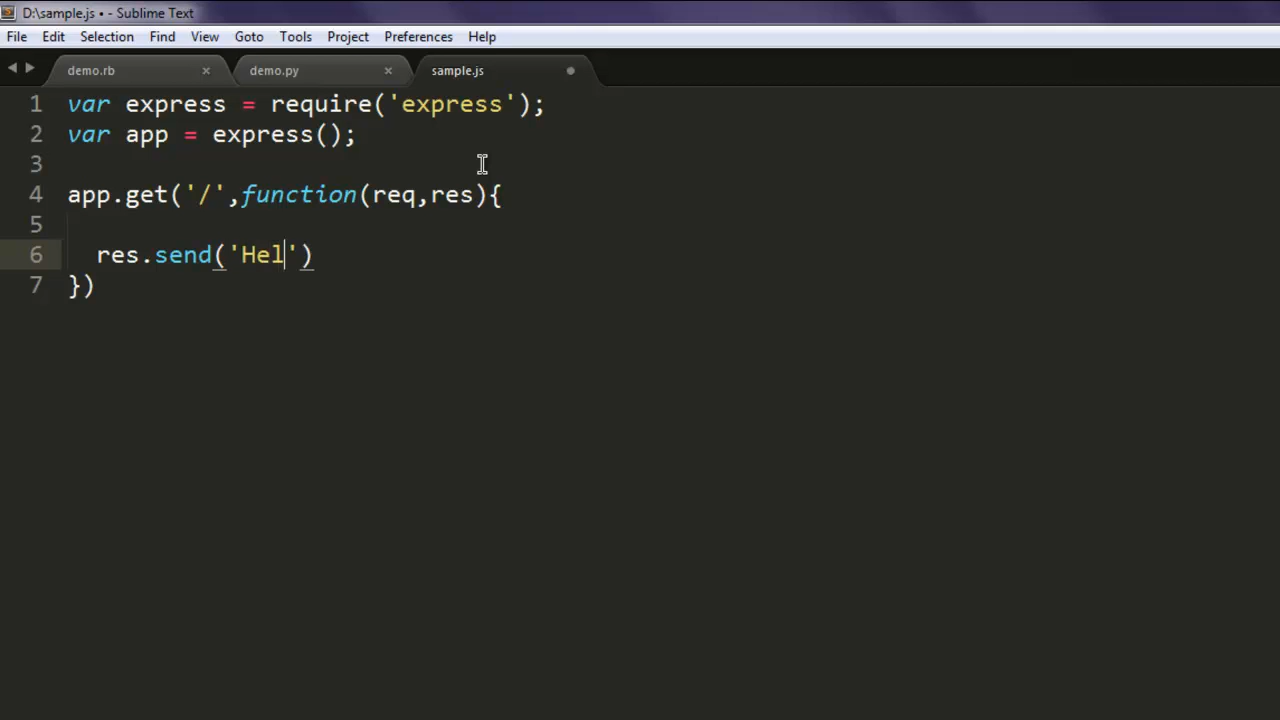 D:\sample.js • - Sublime Text
File Edit Selection Find View Goto Tools Project Preferences Help
demo.rb × demo.py × sample.js
1 var express = require('express');
2 var app = express();
3
4 app.get('/',function(req,res){
5
6   res.send('Hel')
7 })